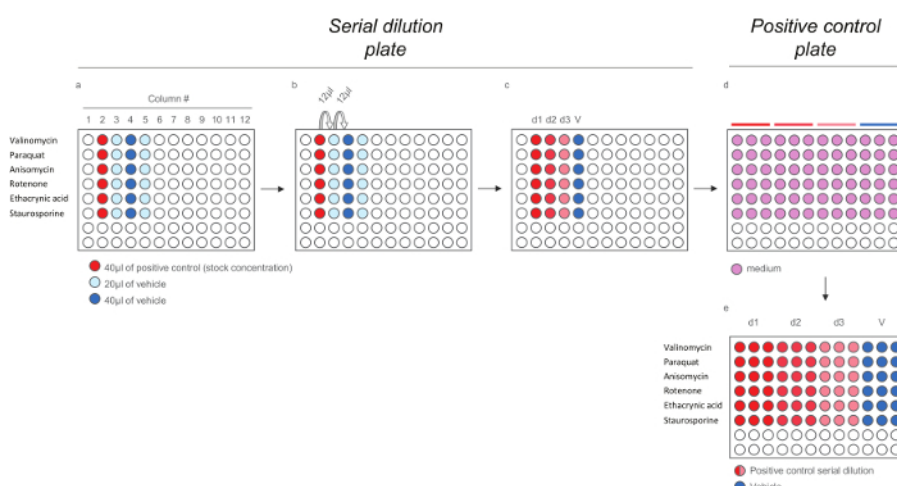 Serial dilution
plate
Positive control
plate
a
b
c
d
Column #
12µl 12µl
1 2 3 4 5 6 7 8 9 10 11 12
d1 d2 d3 V
Valinomycin
Paraquat
Anisomycin
Rotenone
Ethacrynic acid
Staurosporine
40µl of positive control (stock concentration)
20µl of vehicle
40µl of vehicle
medium
e
d1 d2 d3 V
Valinomycin
Paraquat
Anisomycin
Rotenone
Ethacrynic acid
Staurosporine
Positive control serial dilution
Vehicle